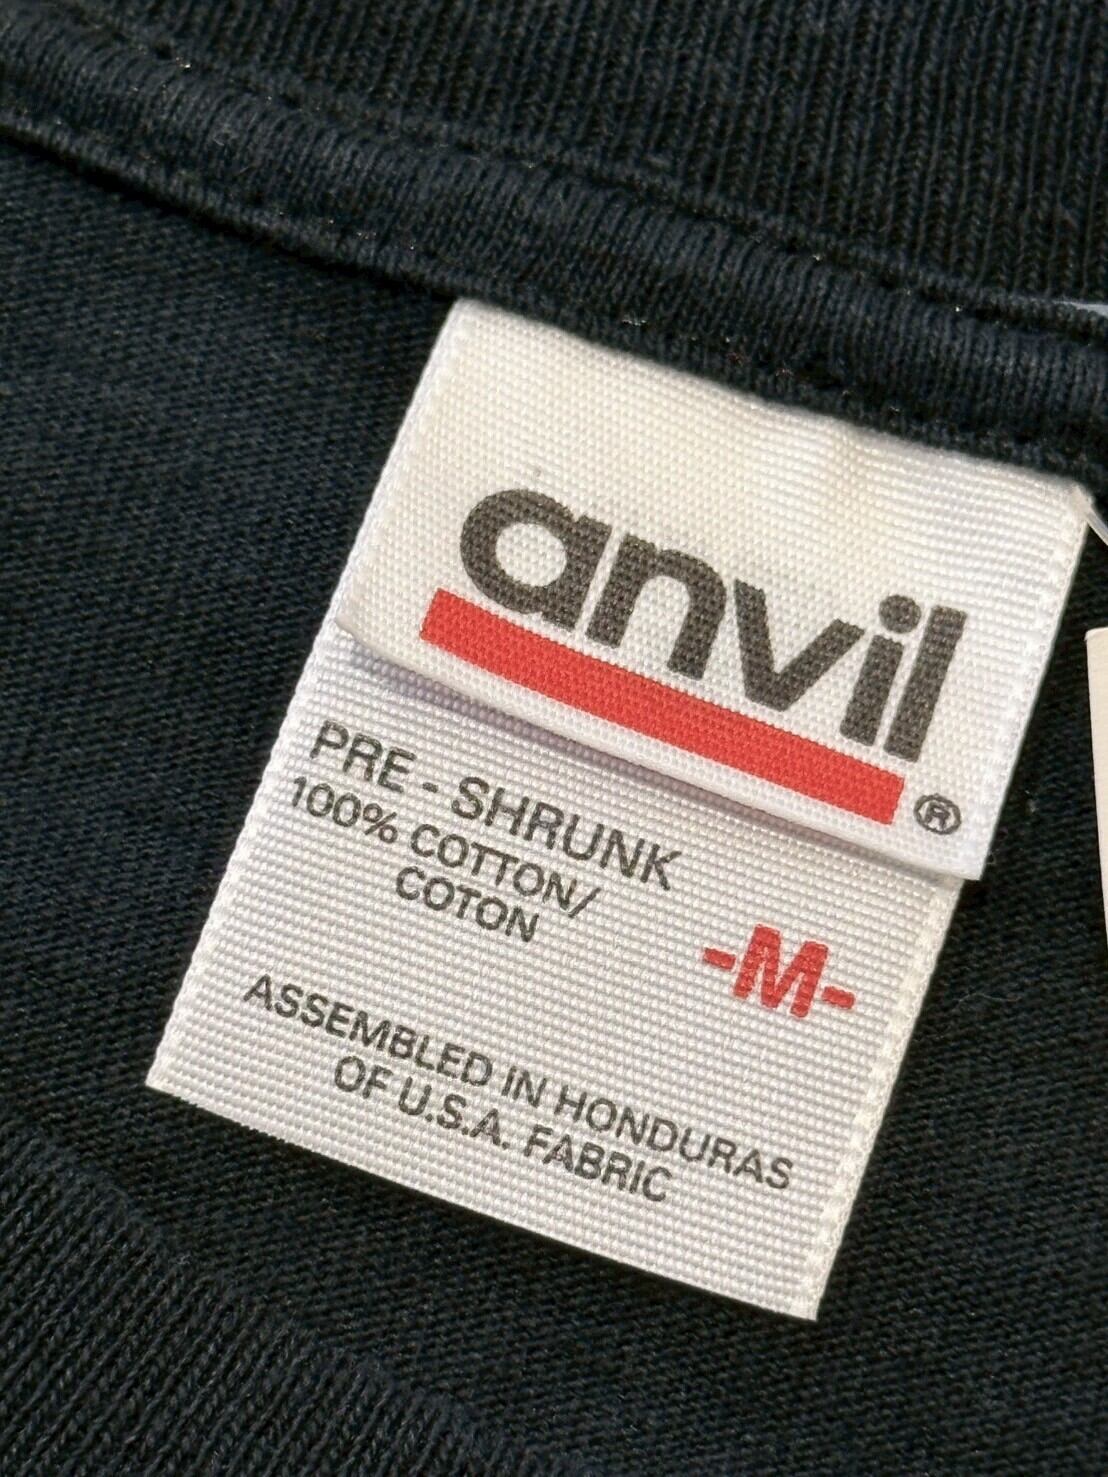 anvil
®
PRE - SHRUNK
100% COTTON/
COTON
-M-
ASSEMBLED IN HONDURAS
OF U.S.A. FABRIC